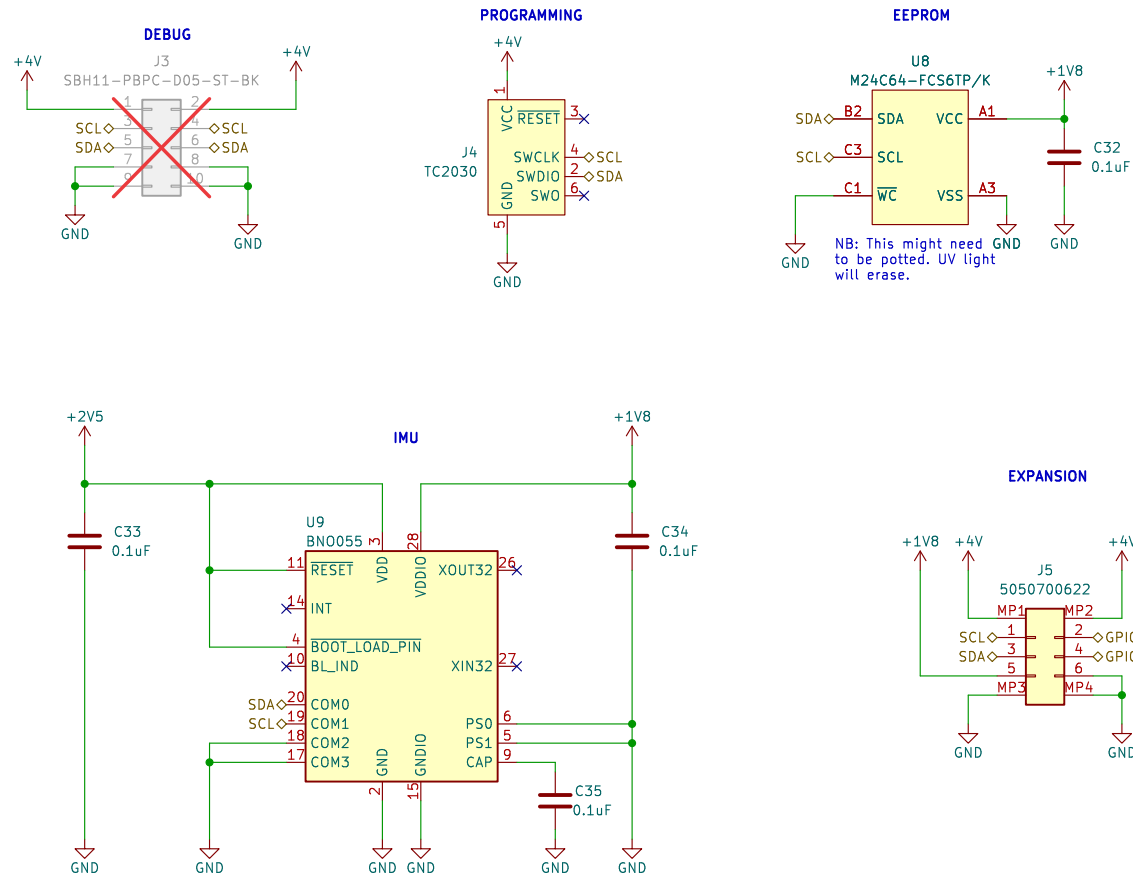 DEBUG
+4V
+4V
J3
SBH11-PBPC-D05-ST-BK
1 2
SCL 3 4 SCL
SDA 5 6 SDA
7 8
9 10
GND
GND
PROGRAMMING
+4V
1
VCC
RESET 3
J4
TC2030
SWCLK 4 SCL
SWDIO 2 SDA
SWO 6
GND
5
GND
EEPROM
U8
M24C64-FCS6TP/K
+1V8
SDA B2 SDA VCC A1
SCL C3 SCL
C32
0.1uF
C1 WC VSS A3
GND
GND
GND
NB: This might need
to be potted. UV light
will erase.
+2V5
IMU
+1V8
C33
0.1uF
U9
BNO055
3
VDD
28
VDDIO
C34
0.1uF
11 RESET XOUT32 26
14 INT
4 BOOT_LOAD_PIN
10 BL_IND XIN32 27
SDA 20 COM0
SCL 19 COM1 PS0 6
18 COM2 PS1 5
17 COM3 CAP 9
GND
2
GNDIO
15
C35
0.1uF
GND
GND
GND
GND
GND
GND
EXPANSION
+1V8
+4V
+4V
J5
5050700622
MP1 MP2
SCL 1 2 GPIO
SDA 3 4 GPIO
5 6
MP3 MP4
GND
GND